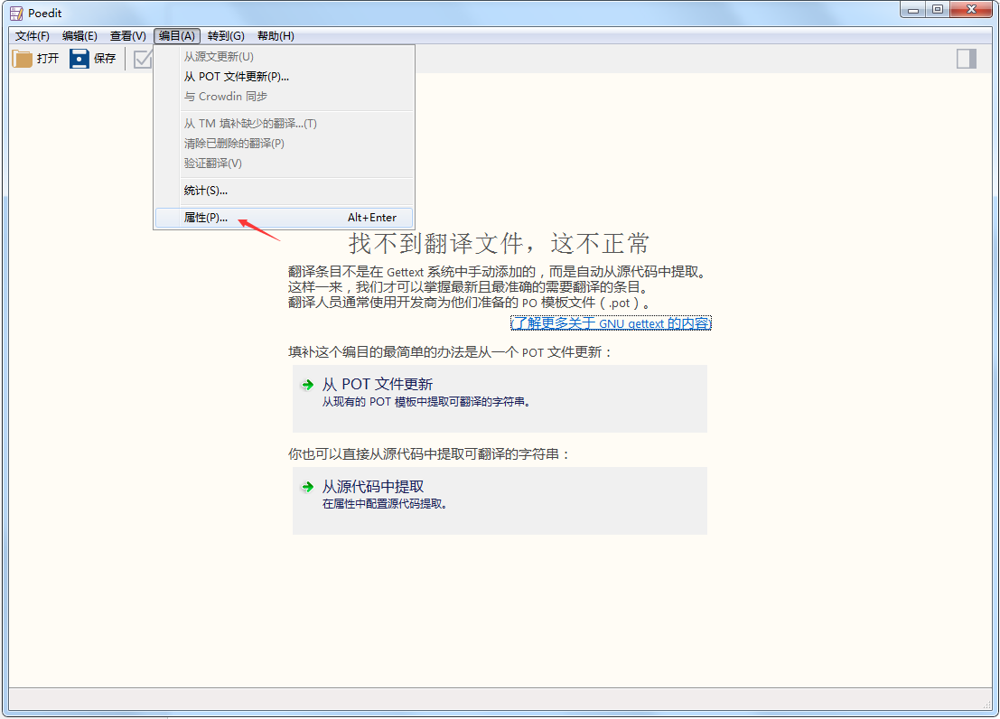 Poedit
文件(F) 编辑(E) 查看(V) 编目(A) 转到(G) 帮助(H)
打开 保存
从源文更新(U)
从 POT 文件更新(P)...
与 Crowdin 同步
从 TM 填补缺少的翻译...(T)
清除已删除的翻译(P)
验证翻译(V)
统计(S)...
属性(P)... Alt+Enter
找不到翻译文件，这不正常
翻译条目不是在 Gettext 系统中手动添加的，而是自动从源代码中提取。
这样一来，我们才可以掌握最新且最准确的需要翻译的条目。
翻译人员通常使用开发商为他们准备的 PO 模板文件（.pot）。
(了解更多关于 GNU gettext 的内容)
填补这个编目的最简单的办法是从一个 POT 文件更新：
从 POT 文件更新
从现有的 POT 模板中提取可翻译的字符串。
你也可以直接从源代码中提取可翻译的字符串：
从源代码中提取
在属性中配置源代码提取。